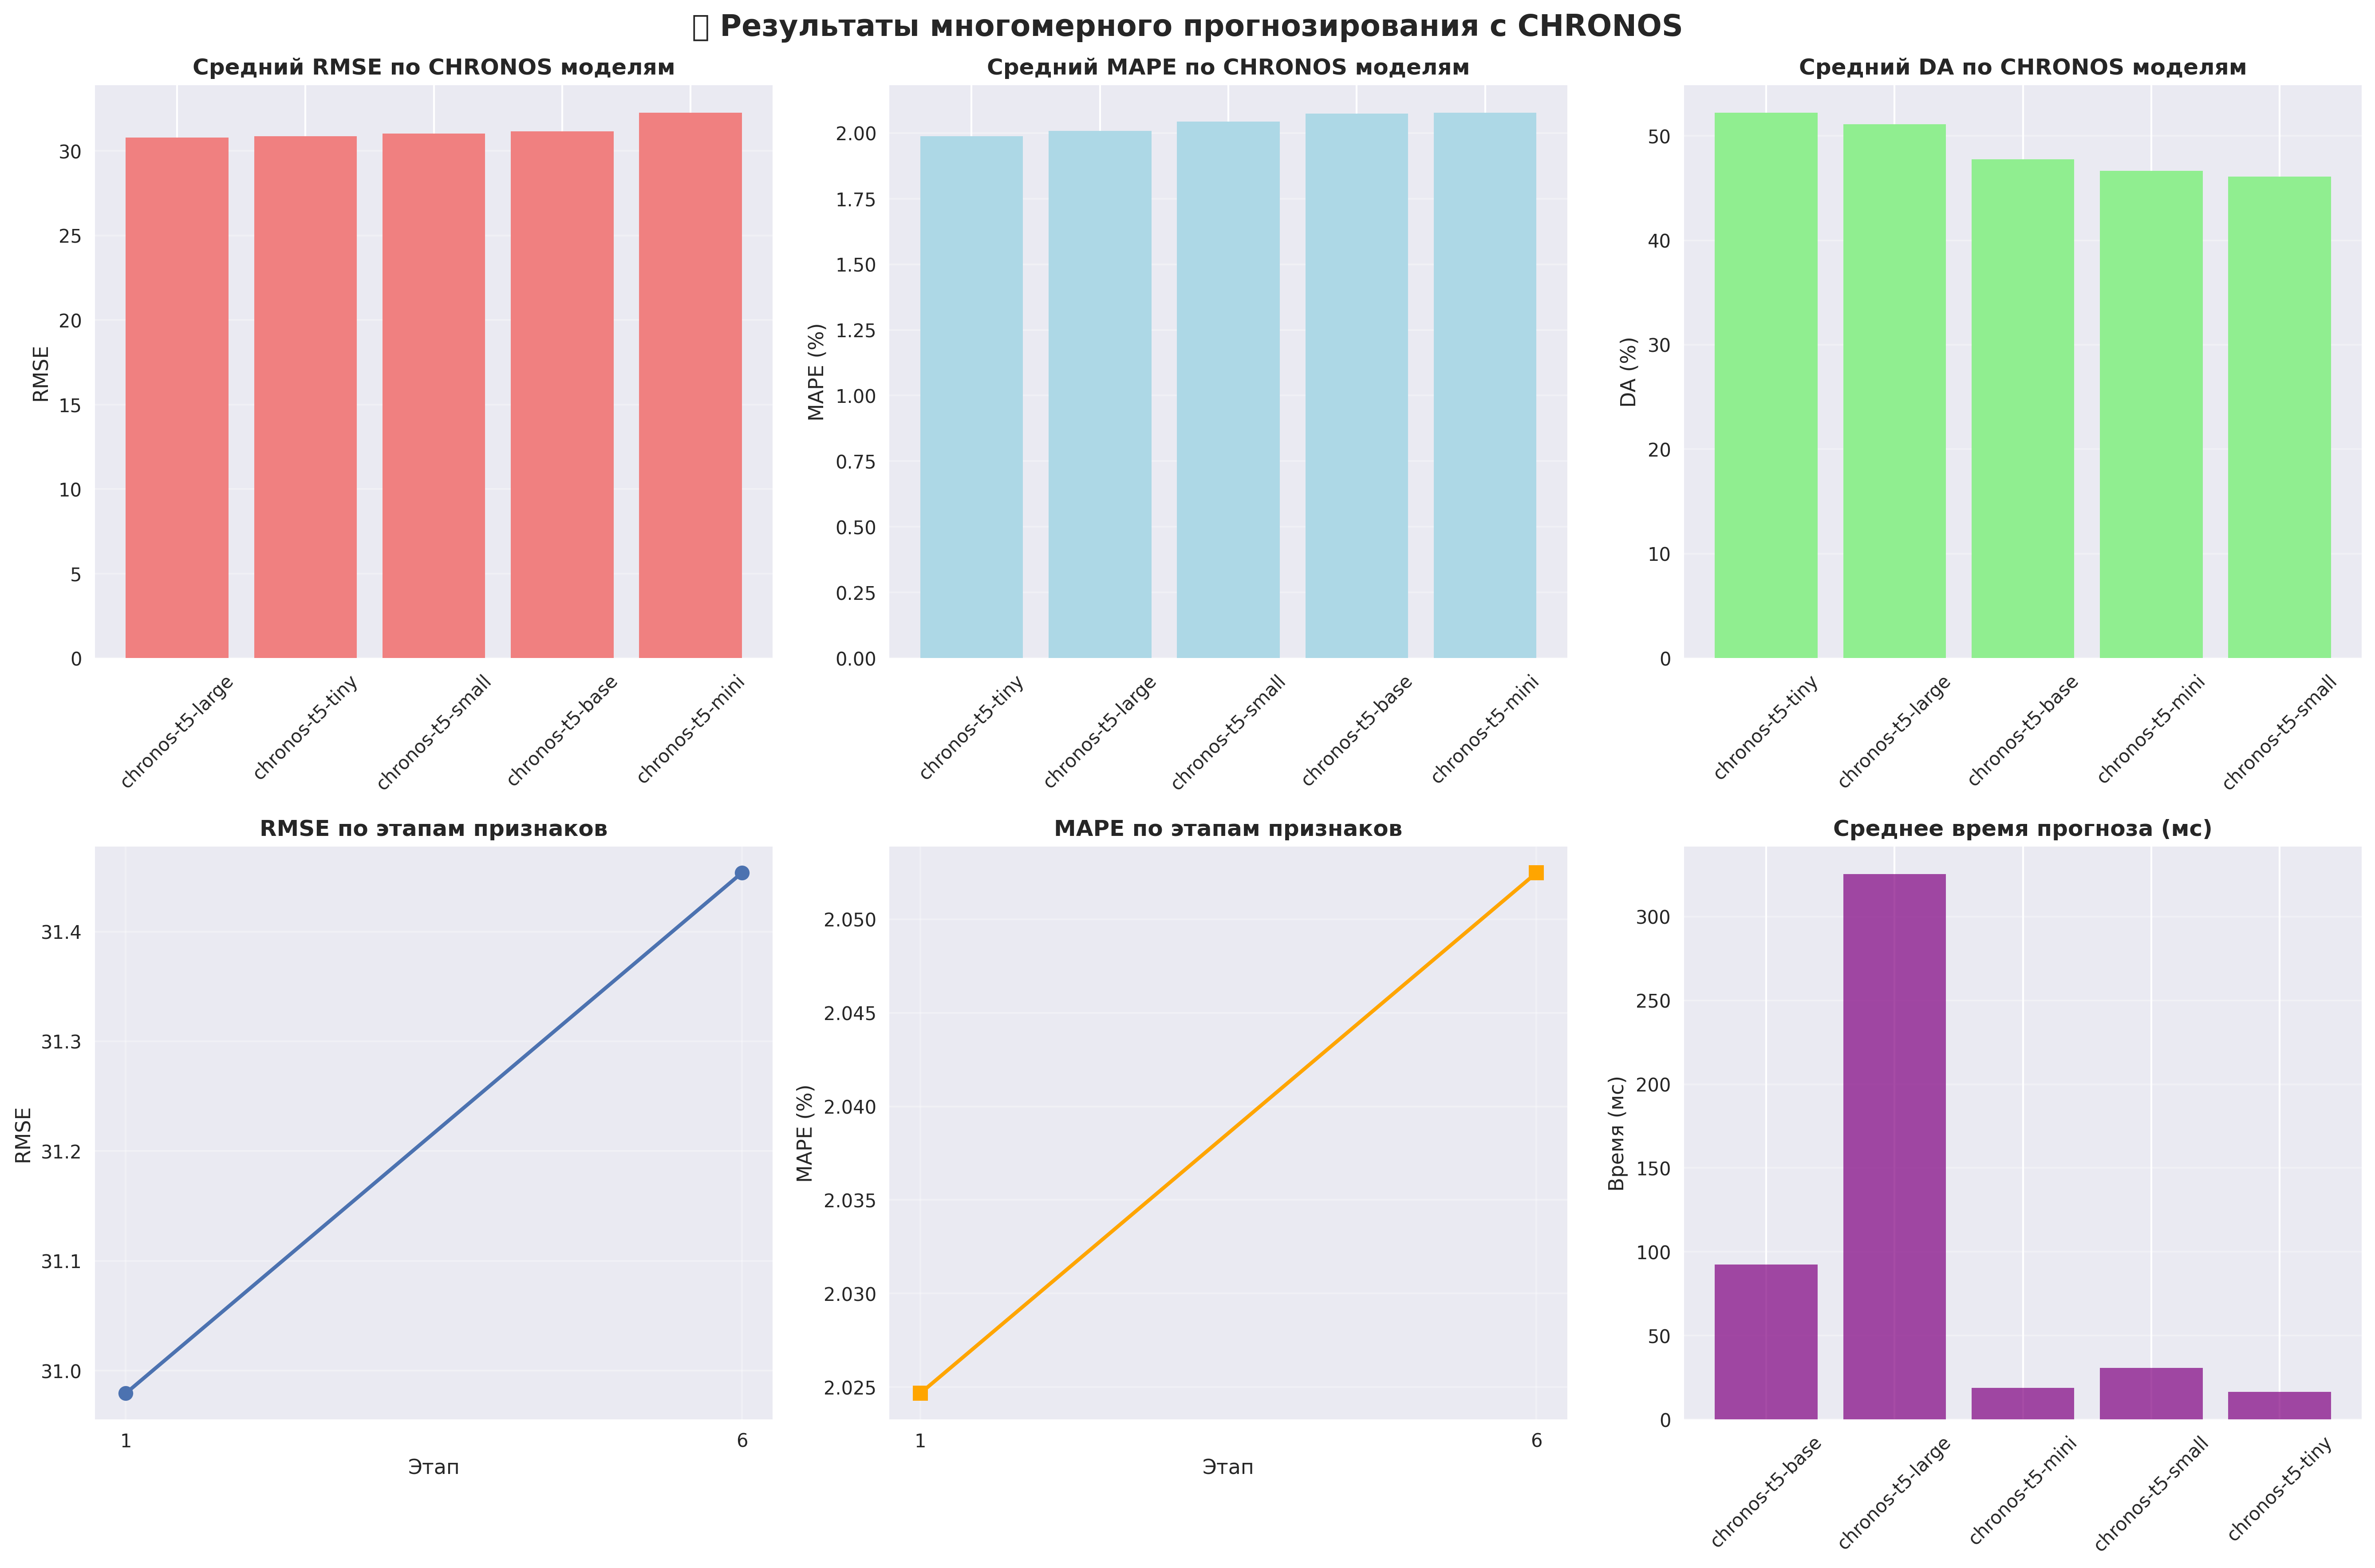 Результаты многомерного прогнозирования с CHRONOS
Средний RMSE по CHRONOS моделям
RMSE
30
25
20
15
10
5
0
chronos-t5-large
chronos-t5-tiny
chronos-t5-small
chronos-t5-base
chronos-t5-mini
Средний MAPE по CHRONOS моделям
MAPE (%)
2.00
1.75
1.50
1.25
1.00
0.75
0.50
0.25
0.00
chronos-t5-tiny
chronos-t5-large
chronos-t5-small
chronos-t5-base
chronos-t5-mini
Средний DA по CHRONOS моделям
DA (%)
50
40
30
20
10
0
chronos-t5-tiny
chronos-t5-large
chronos-t5-base
chronos-t5-mini
chronos-t5-small
RMSE по этапам признаков
RMSE
31.4
31.3
31.2
31.1
31.0
1
6
Этап
MAPE по этапам признаков
MAPE (%)
2.050
2.045
2.040
2.035
2.030
2.025
1
6
Этап
Среднее время прогноза (мс)
Время (мс)
300
250
200
150
100
50
0
chronos-t5-base
chronos-t5-large
chronos-t5-mini
chronos-t5-small
chronos-t5-tiny